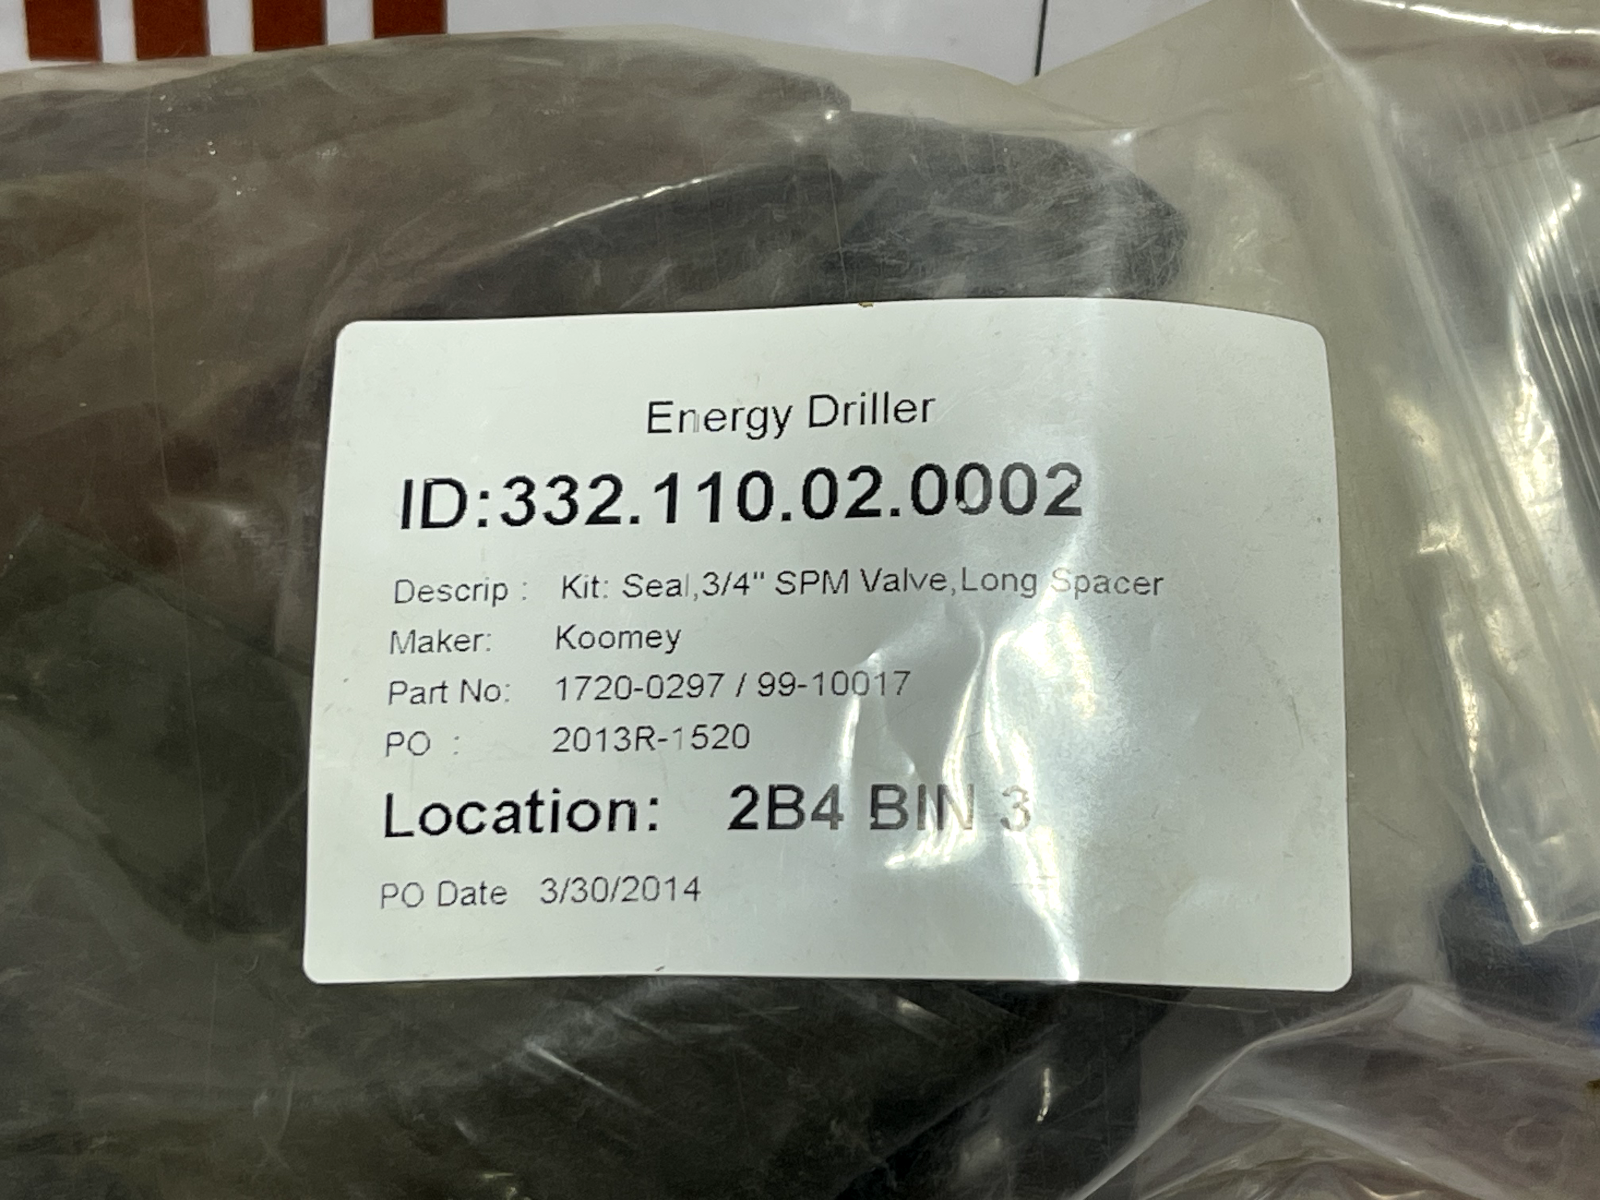 Energy Driller
ID:332.110.02.0002
Descrip : Kit: Seal,3/4" SPM Valve,Long Spacer
Maker: Koomey
Part No: 1720-0297 / 99-10017
PO : 2013R-1520
Location: 2B4 BIN 3
PO Date 3/30/2014